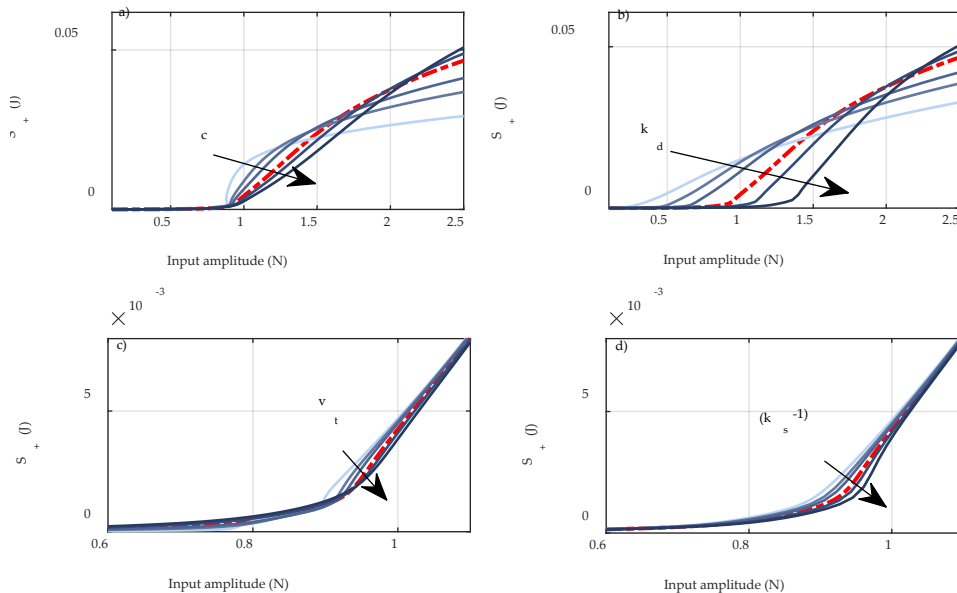 a)
0.05
S + (J)
c
0
0.5 1 1.5 2 2.5
Input amplitude (N)
b)
0.05
S + (J)
k d
0
0.5 1 1.5 2 2.5
Input amplitude (N)
× 10 -3
c)
5
S + (J)
v t
0
0.6 0.8 1
Input amplitude (N)
× 10 -3
d)
5
S + (J)
(k s -1)
0
0.6 0.8 1
Input amplitude (N)